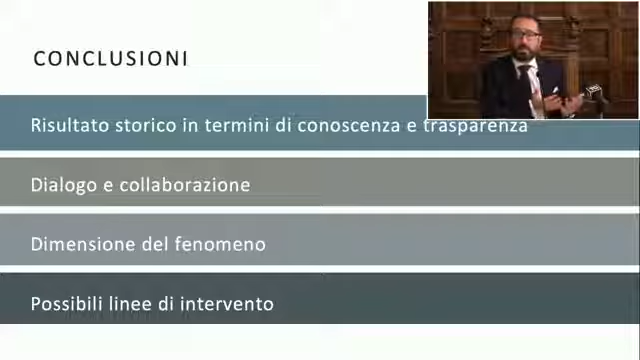 CONCLUSIONI
Risultato storico in termini di conoscenza e trasparenza
Dialogo e collaborazione
Dimensione del fenomeno
Possibili linee di intervento